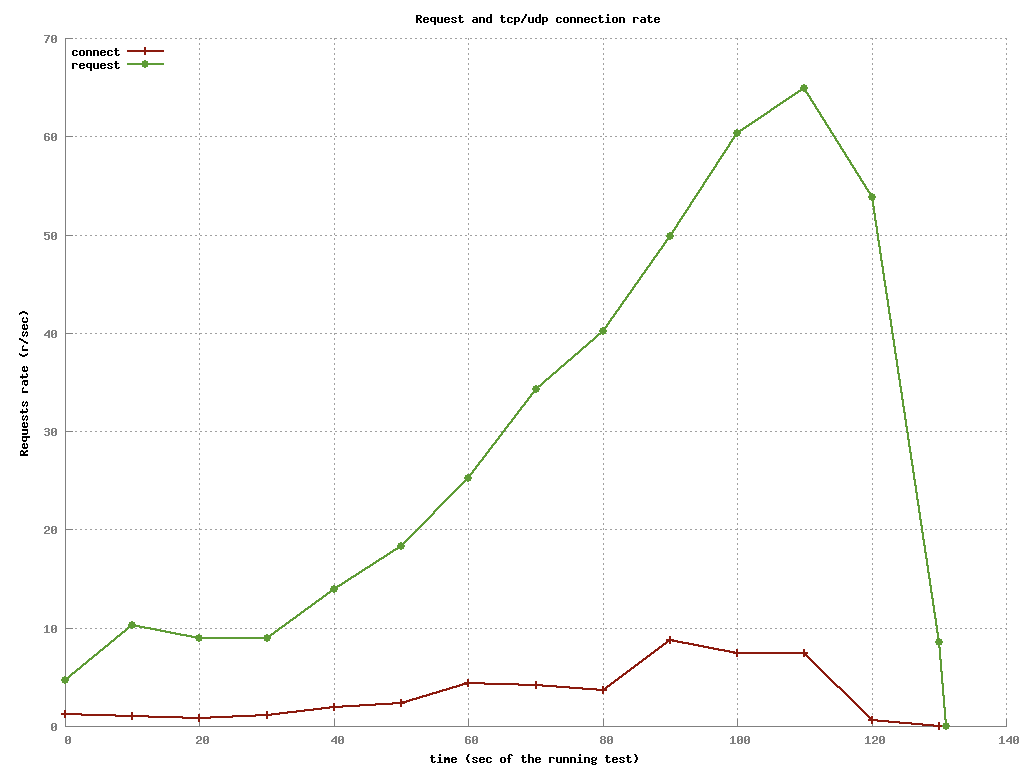 Request and tcp/udp connection rate
70
connect
request
60
50
40
30
20
10
0
Requests rate (r/sec)
0 20 40 60 80 100 120 140
time (sec of the running test)